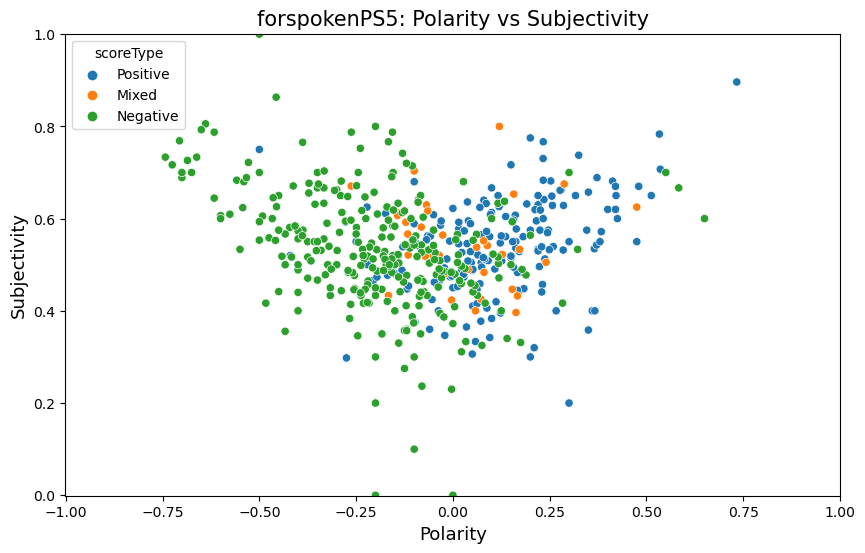 forspokenPS5: Polarity vs Subjectivity
scoreType
Positive
Mixed
Negative
1.0
0.8
0.6
0.4
0.2
0.0
Subjectivity
−1.00 −0.75 −0.50 −0.25 0.00 0.25 0.50 0.75 1.00
Polarity